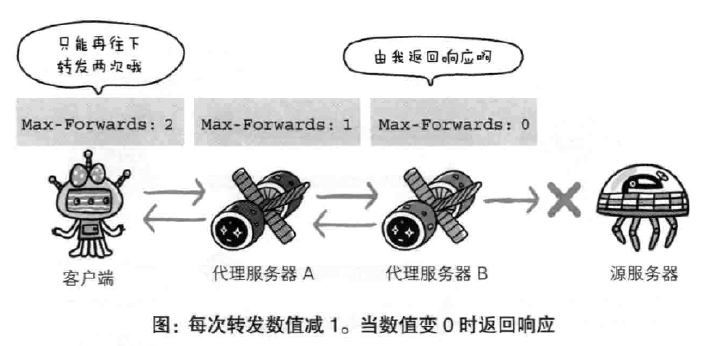 只能再往下
转发两次哦
由我返回响应啊
Max-Forwards: 2
Max-Forwards: 1
Max-Forwards: 0
客户端
代理服务器 A
代理服务器 B
源服务器
图：每次转发数值减 1。当数值变 0 时返回响应